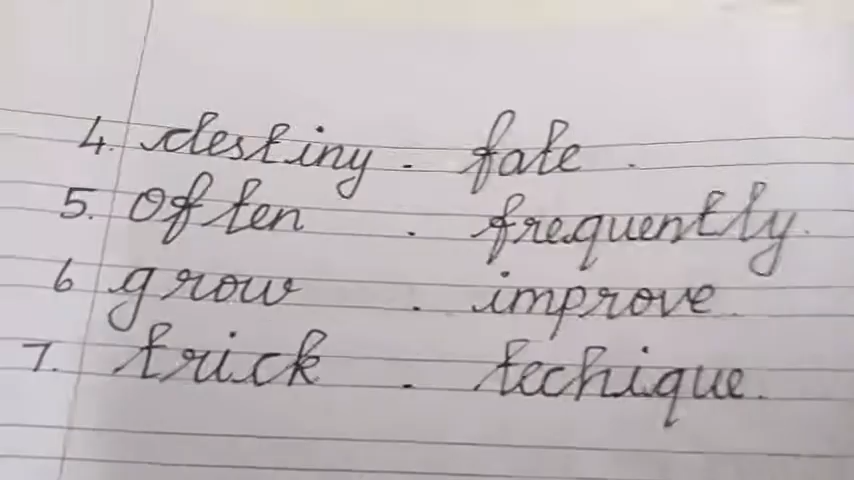 4. destiny . fate .
5. Often . frequently.
6 grow . improve.
7. trick . techique.